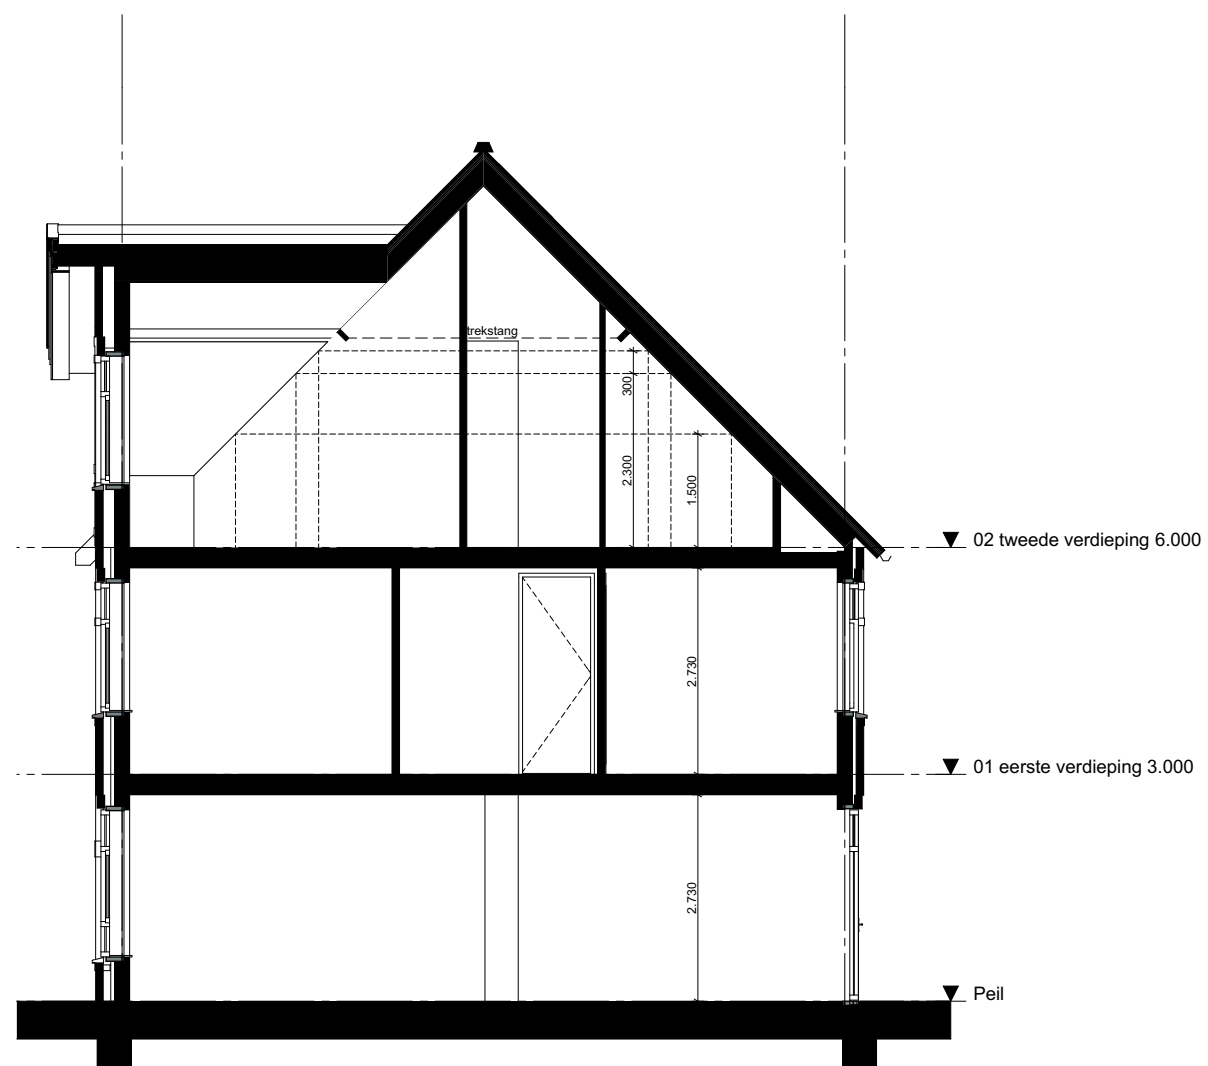 trekstang
300
2.300
1.500
02 tweede verdieping 6.000
2.730
01 eerste verdieping 3.000
2.730
Peil